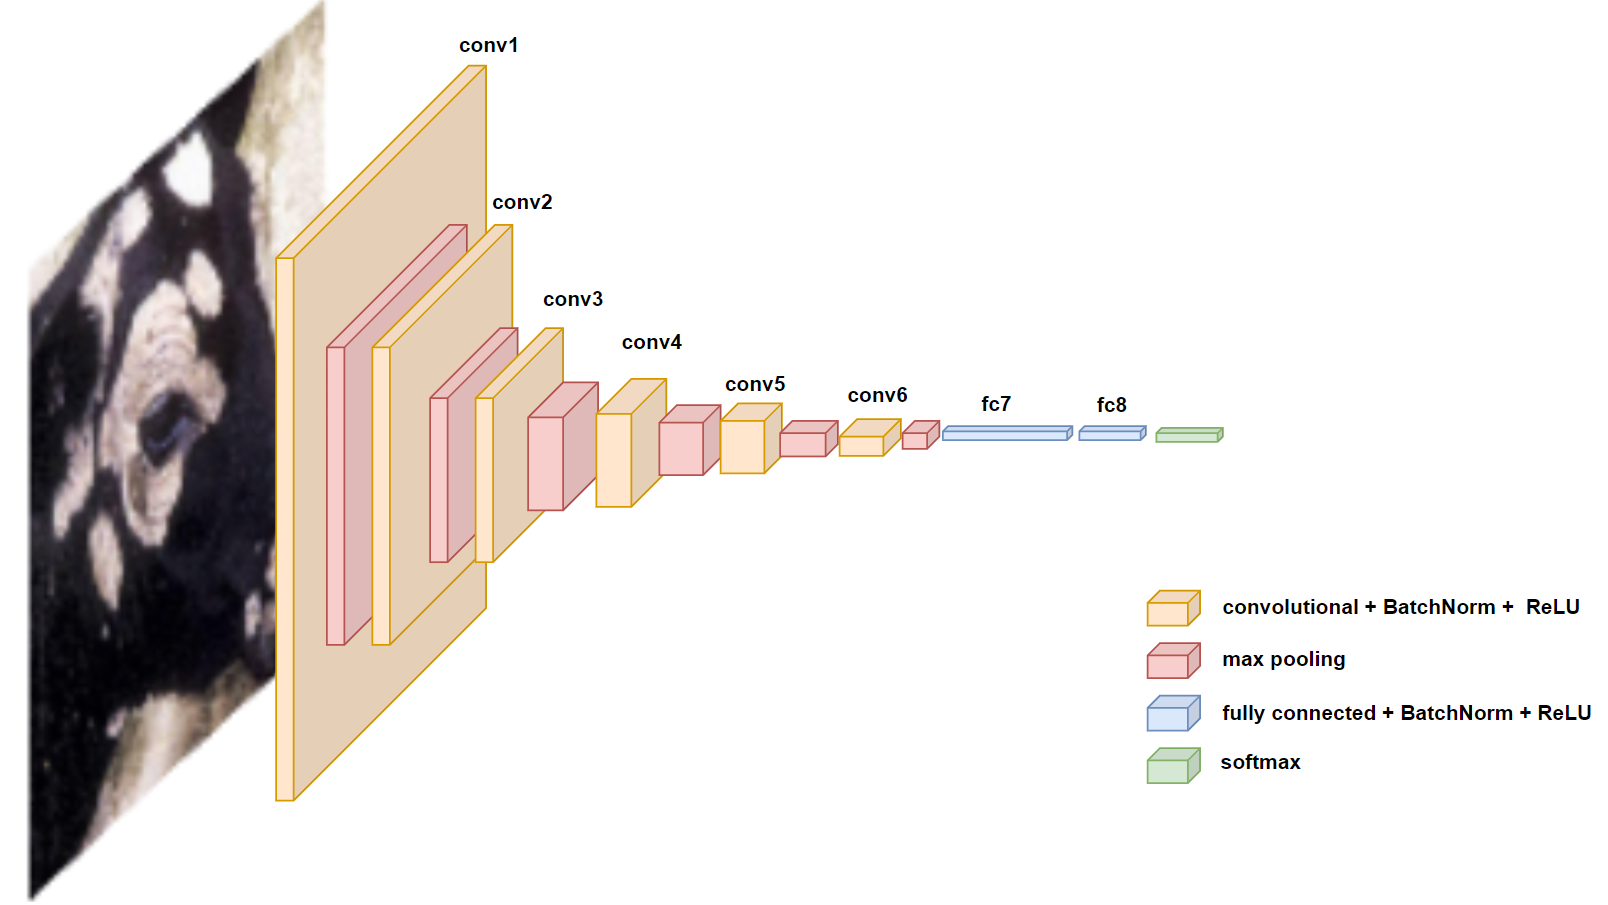 conv1
conv2
conv3
conv4
conv5
conv6
fc7
fc8
convolutional + BatchNorm + ReLU
max pooling
fully connected + BatchNorm + ReLU
softmax